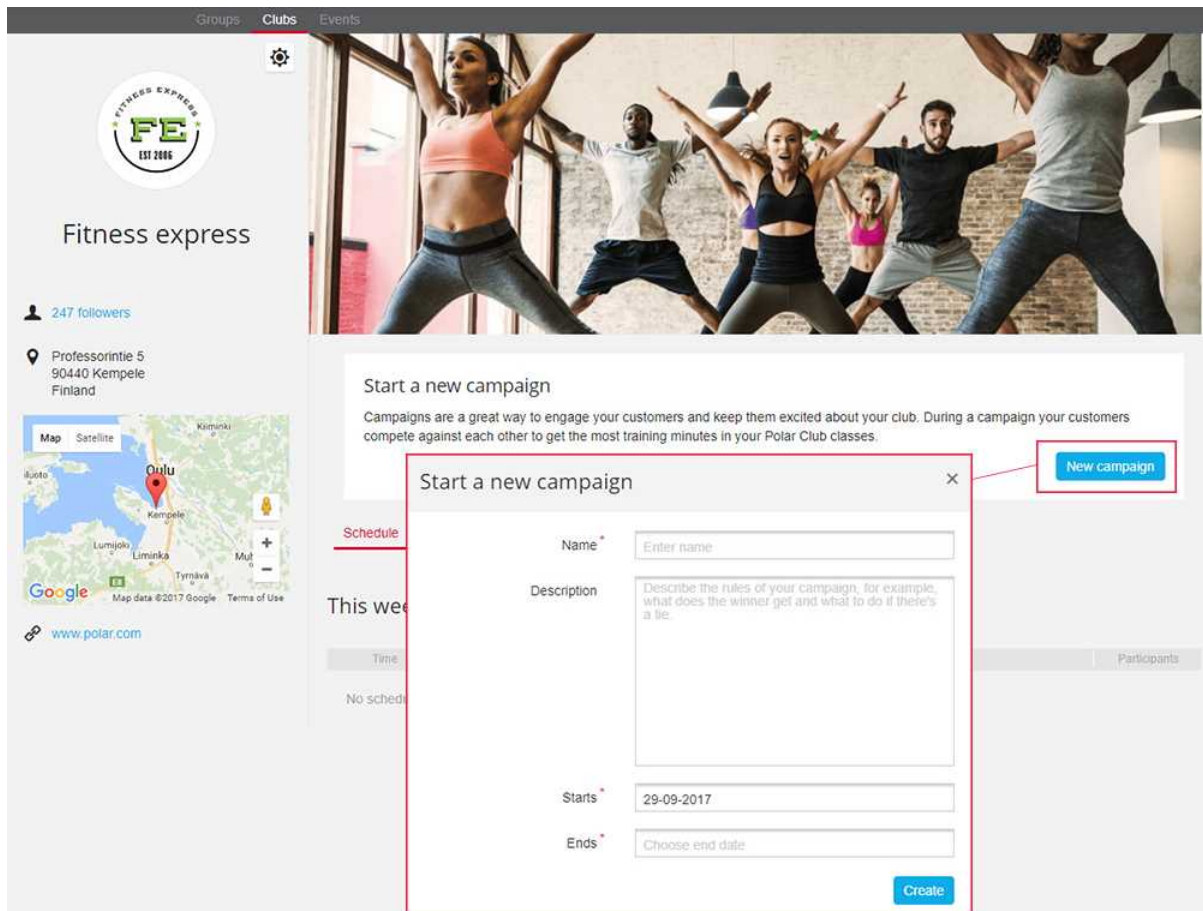 Groups Clubs Events
FITNESS EXPRESS
FE
EST 2006
Fitness express
247 followers
Professorintie 5
90440 Kempele
Finland
Map Satellite
Kiiminki
Oulu
Kempele
Lumijoki
Liminka
Tyrnävä
Google
Map data ©2017 Google Terms of Use
www.polar.com
Start a new campaign
Campaigns are a great way to engage your customers and keep them excited about your club. During a campaign your customers
compete against each other to get the most training minutes in your Polar Club classes.
New campaign
Schedule
This wee
Time
Participants
No schedu
Start a new campaign
×
Name *
Enter name
Description
Describe the rules of your campaign, for example,
what does the winner get and what to do if there's
a tie.
Starts *
29-09-2017
Ends *
Choose end date
Create